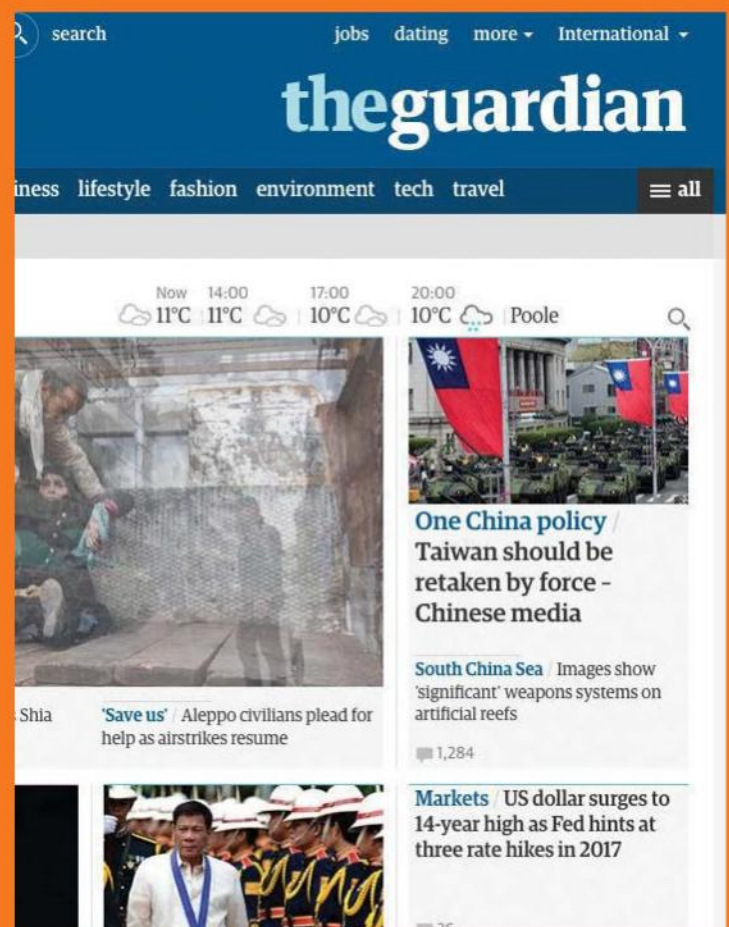 search jobs dating more International
theguardian
iness lifestyle fashion environment tech travel all
Now 14:00 17:00 20:00
11°C 11°C 10°C 10°C Poole
One China policy /
Taiwan should be
retaken by force -
Chinese media
South China Sea / Images show
'significant' weapons systems on
artificial reefs
1,284
Shia
'Save us' / Aleppo civilians plead for
help as airstrikes resume
Markets / US dollar surges to
14-year high as Fed hints at
three rate hikes in 2017